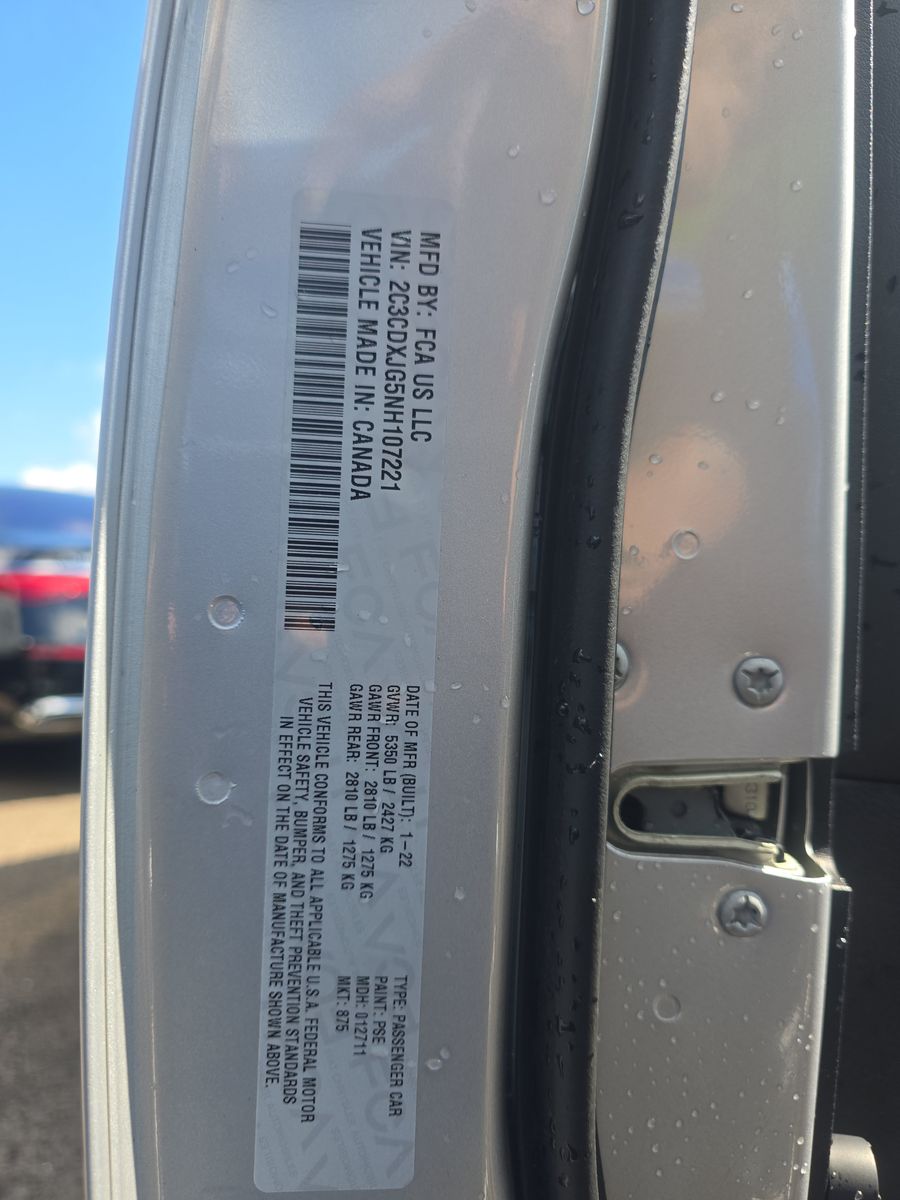 MFD BY: FCA US LLC
VIN: 2C3CDXJG5NH107221
VEHICLE MADE IN: CANADA
DATE OF MFR (BUILT): 1-22
GVWR: 5350 LB / 2427 KG
GAWR FRONT: 2810 LB / 1275 KG
GAWR REAR: 2810 LB / 1275 KG
TYPE: PASSENGER CAR
PAINT: PSE
MDH: 012711
MKT: 875
THIS VEHICLE CONFORMS TO ALL APPLICABLE U.S.A. FEDERAL MOTOR
VEHICLE SAFETY, BUMPER, AND THEFT PREVENTION STANDARDS
IN EFFECT ON THE DATE OF MANUFACTURE SHOWN ABOVE.